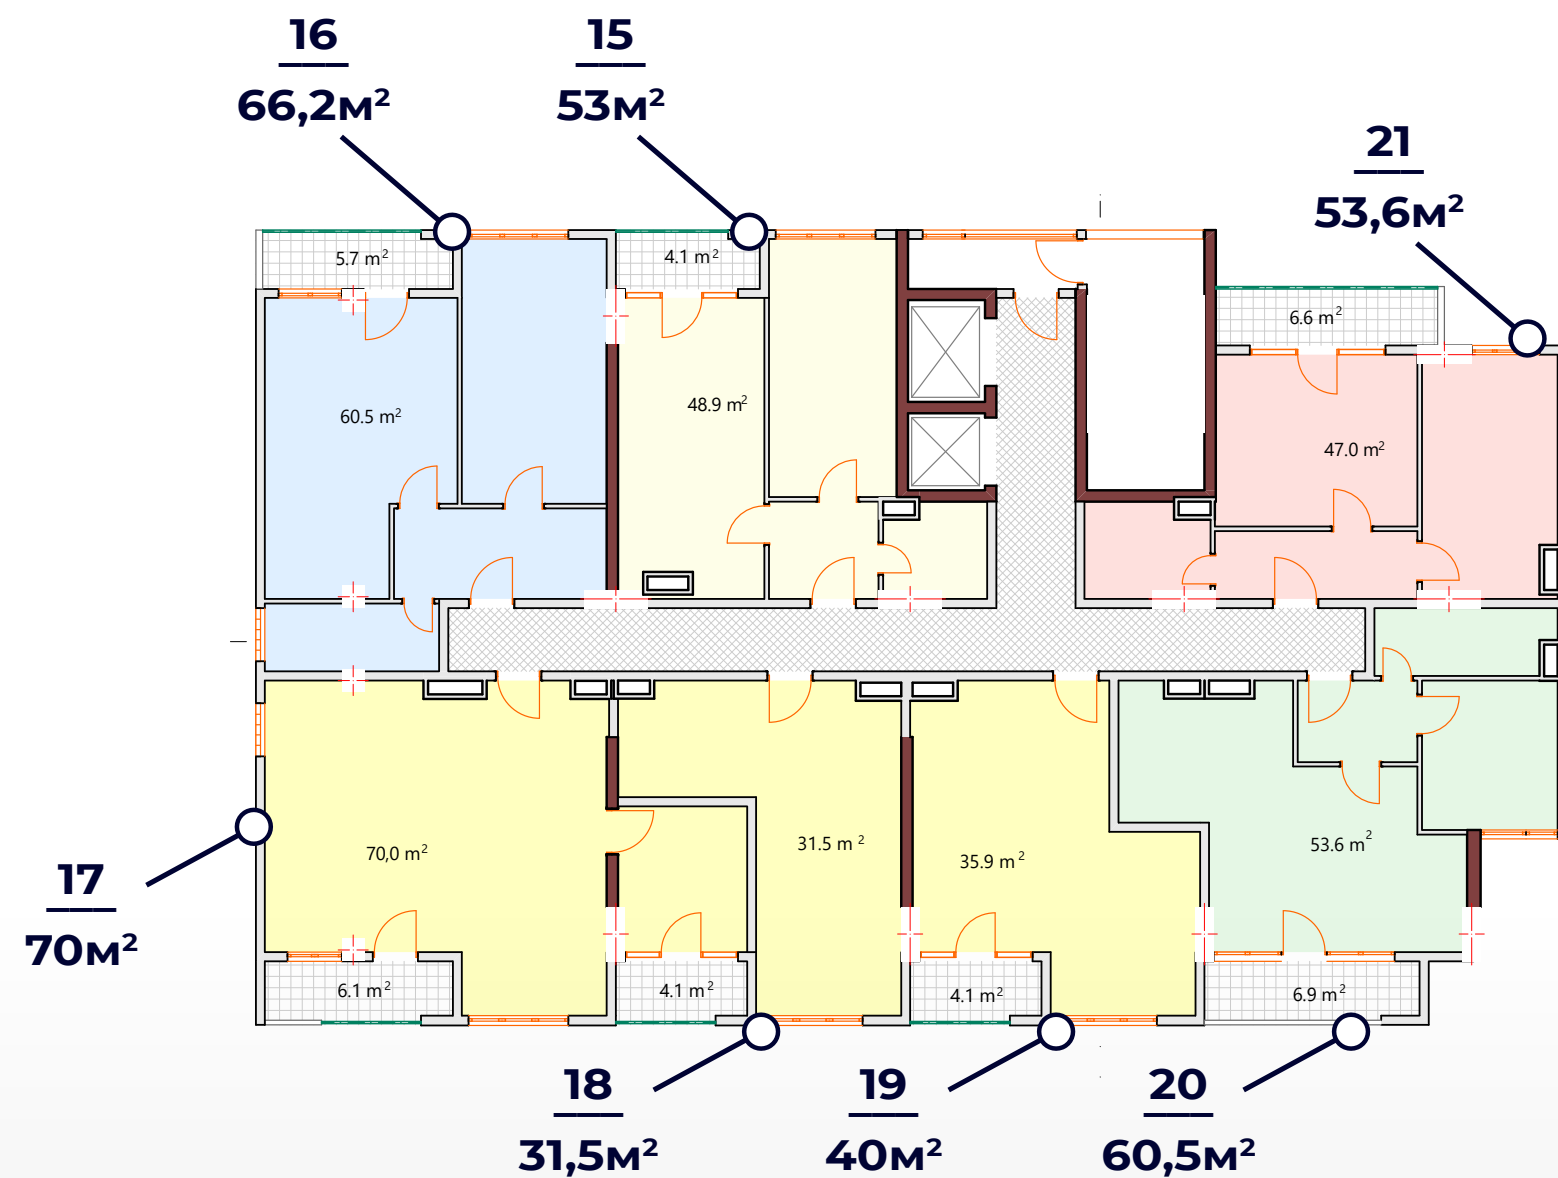 16
66,2м²
15
53м²
21
53,6м²
5.7 m²
4.1 m²
6.6 m²
60.5 m²
48.9 m²
47.0 m²
70,0 m²
31.5 m²
35.9 m²
53.6 m²
17
70м²
6.1 m²
4.1 m²
4.1 m²
6.9 m²
18
31,5м²
19
40м²
20
60,5м²